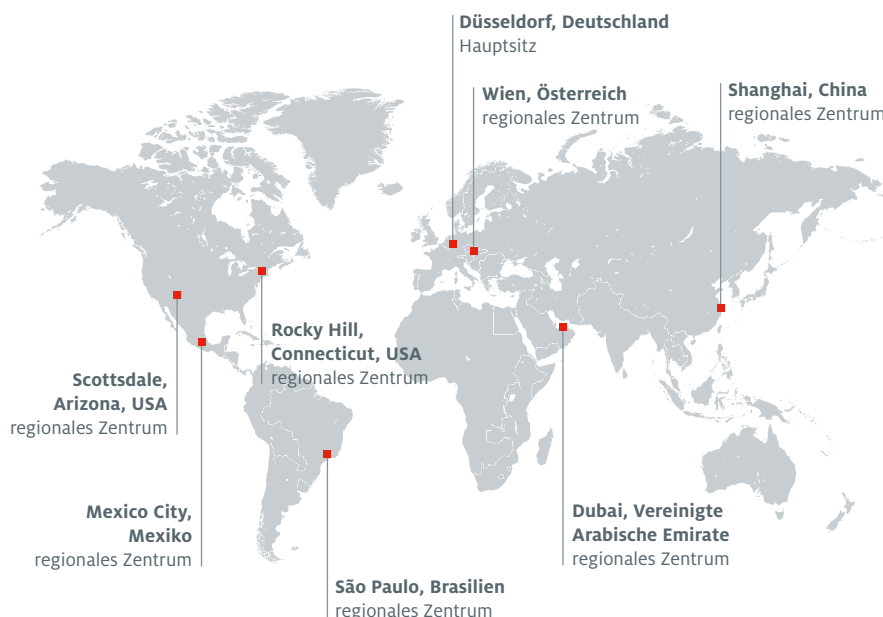 Düsseldorf, Deutschland
Hauptsitz
Wien, Österreich
regionales Zentrum
Shanghai, China
regionales Zentrum
Rocky Hill,
Connecticut, USA
regionales Zentrum
Scottsdale,
Arizona, USA
regionales Zentrum
Mexico City,
Mexiko
regionales Zentrum
Dubai, Vereinigte
Arabische Emirate
regionales Zentrum
São Paulo, Brasilien
regionales Zentrum